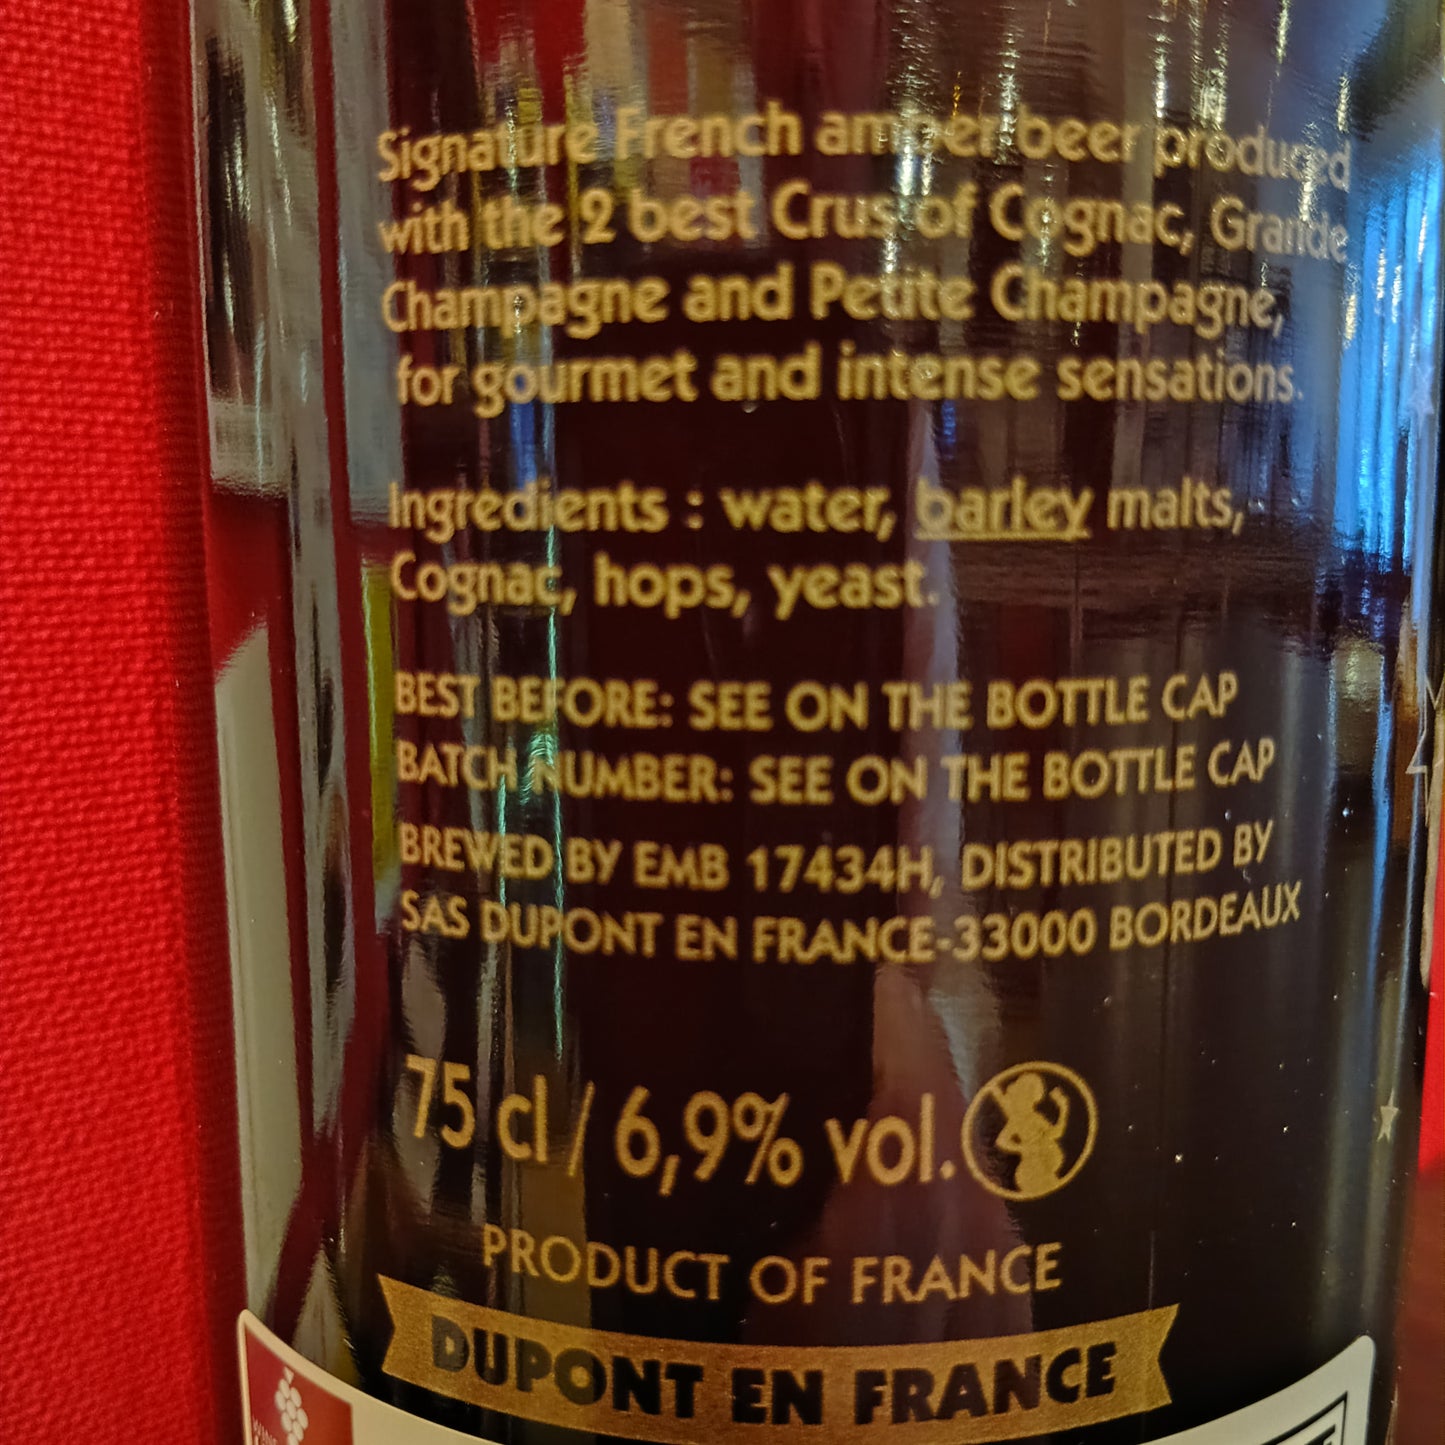 Signature French amber beer produced
with the 2 best Crus of Cognac, Grande
Champagne and Petite Champagne,
for gourmet and intense sensations.
Ingredients : water, barley malts,
Cognac, hops, yeast.
BEST BEFORE: SEE ON THE BOTTLE CAP
BATCH NUMBER: SEE ON THE BOTTLE CAP
BREWED BY EMB 17434H, DISTRIBUTED BY
SAS DUPONT EN FRANCE-33000 BORDEAUX
75 cl / 6,9% vol.
PRODUCT OF FRANCE
DUPONT EN FRANCE